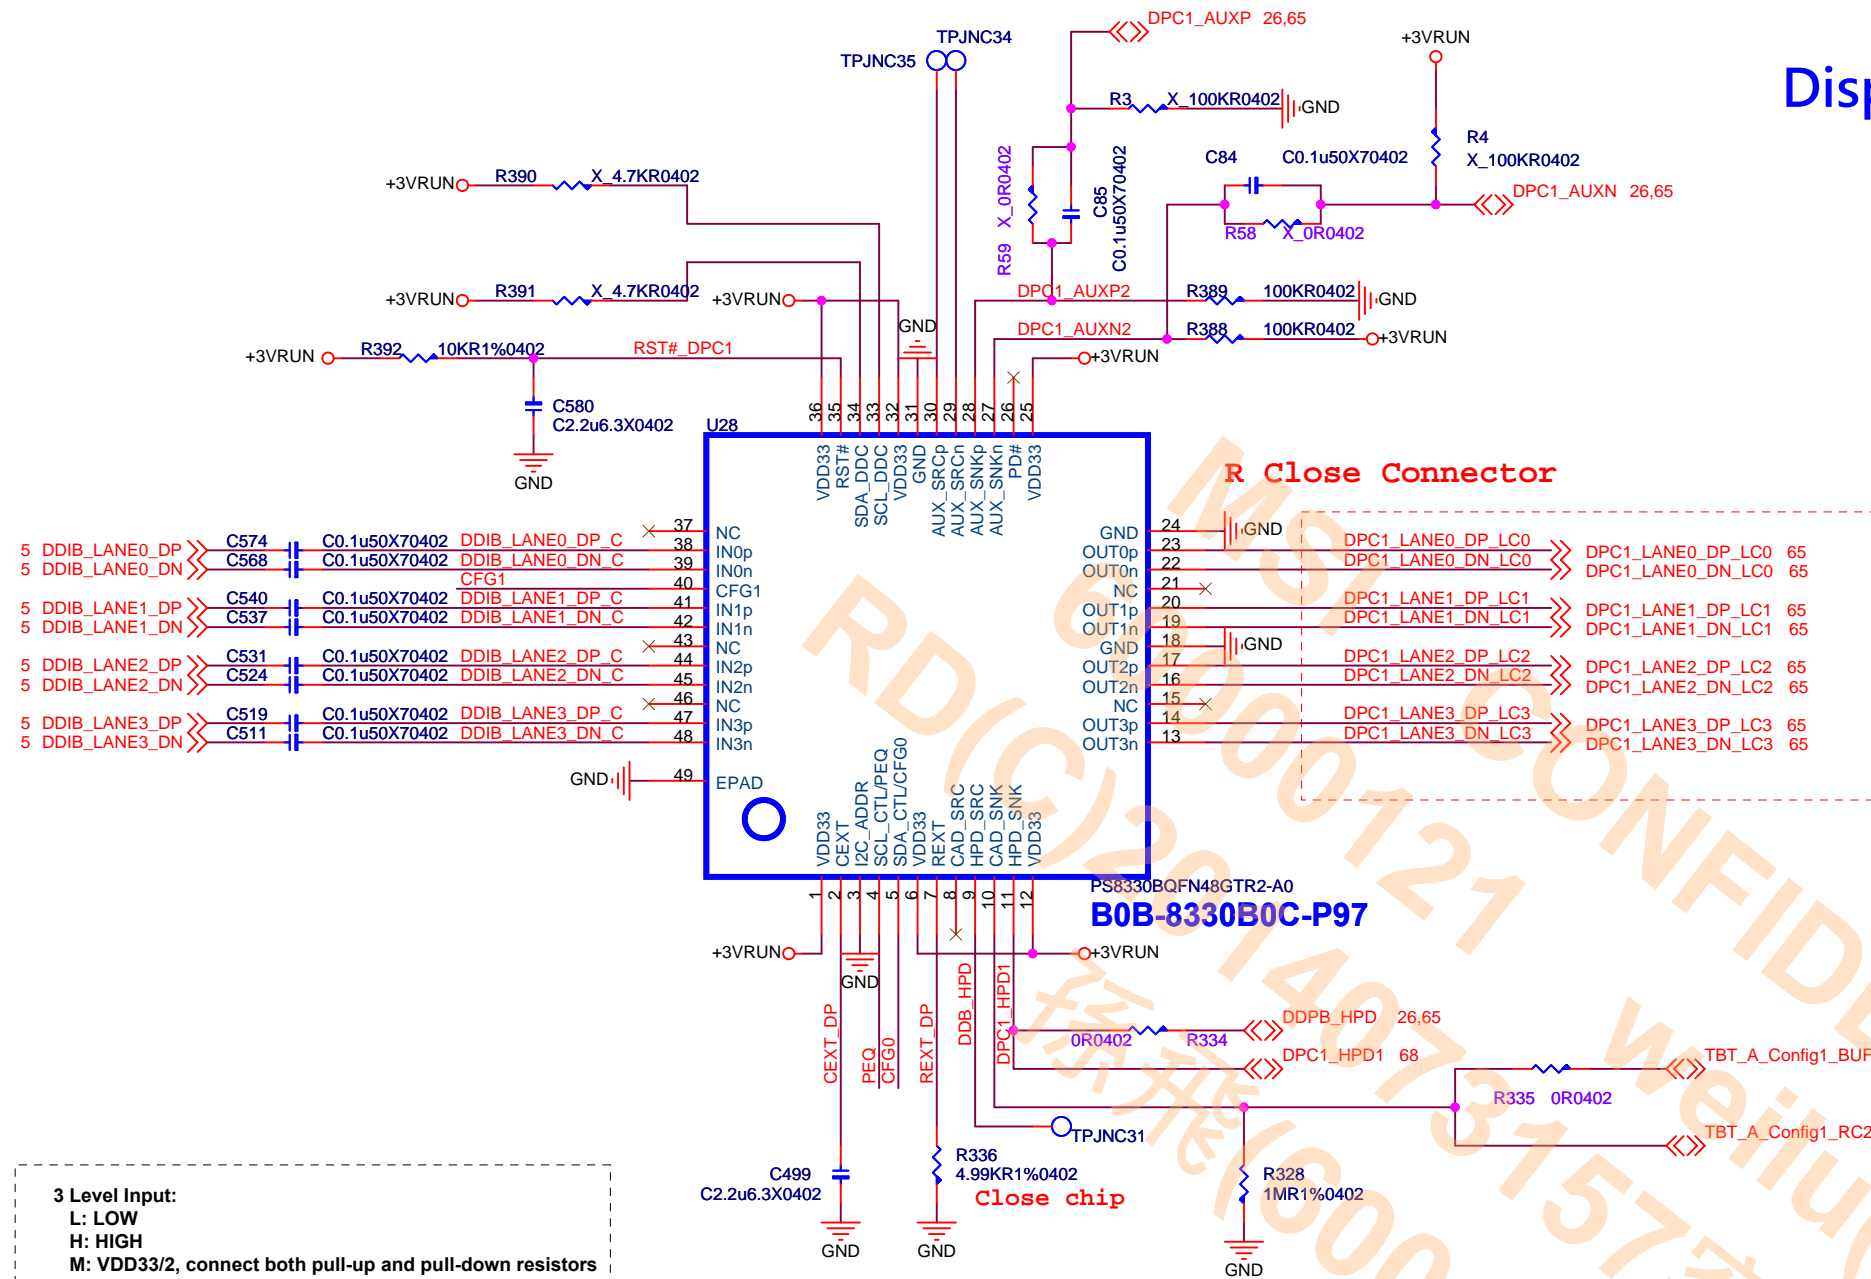 DPC1_AUXP 26,65
TPJNC34
TPJNC35
+3VRUN
Disp
R3 X_100KR0402 GND
R4
X_100KR0402
R59 X_0R0402
C85
C0.1u50X70402
C84 C0.1u50X70402
DPC1_AUXN 26,65
R58 X_0R0402
+3VRUN R390 X_4.7KR0402
+3VRUN R391 X_4.7KR0402
+3VRUN
DPC1_AUXP2 R389 100KR0402 GND
DPC1_AUXN2 R388 100KR0402 +3VRUN
GND
+3VRUN R392 10KR1%0402 RST#_DPC1
+3VRUN
C580
C2.2u6.3X0402
GND
U28
36 35 34 33 32 31 30 29 28 27 26 25
VDD33 RST# SDA_DDC SCL_DDC VDD33 GND AUX_SRCp AUX_SRCn AUX_SNKp AUX_SNKn PD# VDD33
R Close Connector
37 NC
5 DDIB_LANE0_DP C574 C0.1u50X70402 DDIB_LANE0_DP_C 38 IN0p
5 DDIB_LANE0_DN C568 C0.1u50X70402 DDIB_LANE0_DN_C 39 IN0n
CFG1 40 CFG1
5 DDIB_LANE1_DP C540 C0.1u50X70402 DDIB_LANE1_DP_C 41 IN1p
5 DDIB_LANE1_DN C537 C0.1u50X70402 DDIB_LANE1_DN_C 42 IN1n
43 NC
5 DDIB_LANE2_DP C531 C0.1u50X70402 DDIB_LANE2_DP_C 44 IN2p
5 DDIB_LANE2_DN C524 C0.1u50X70402 DDIB_LANE2_DN_C 45 IN2n
46 NC
5 DDIB_LANE3_DP C519 C0.1u50X70402 DDIB_LANE3_DP_C 47 IN3p
5 DDIB_LANE3_DN C511 C0.1u50X70402 DDIB_LANE3_DN_C 48 IN3n
GND 49 EPAD
GND 24 GND
OUT0p 23 DPC1_LANE0_DP_LC0 DPC1_LANE0_DP_LC0 65
OUT0n 22 DPC1_LANE0_DN_LC0 DPC1_LANE0_DN_LC0 65
NC 21
OUT1p 20 DPC1_LANE1_DP_LC1 DPC1_LANE1_DP_LC1 65
OUT1n 19 DPC1_LANE1_DN_LC1 DPC1_LANE1_DN_LC1 65
GND 18 GND
OUT2p 17 DPC1_LANE2_DP_LC2 DPC1_LANE2_DP_LC2 65
OUT2n 16 DPC1_LANE2_DN_LC2 DPC1_LANE2_DN_LC2 65
NC 15
OUT3p 14 DPC1_LANE3_DP_LC3 DPC1_LANE3_DP_LC3 65
OUT3n 13 DPC1_LANE3_DN_LC3 DPC1_LANE3_DN_LC3 65
VDD33 CEXT I2C_ADDR SCL_CTL/PEQ SDA_CTL/CFG0 VDD33 REXT CAD_SRC HPD_SRC CAD_SNK HPD_SNK VDD33
1 2 3 4 5 6 7 8 9 10 11 12
PS8330BQFN48GTR2-A0
B0B-8330B0C-P97
+3VRUN
GND
+3VRUN
CEXT_DP
PEQ
CFG0
REXT_DP
DDB_HPD
DPC1_HPD1
0R0402 R334 DDPB_HPD 26,65
DPC1_HPD1 68
R335 0R0402
TBT_A_Config1_BUF
TBT_A_Config1_RC2
TPJNC31
C499
C2.2u6.3X0402
GND
R336
4.99KR1%0402
Close chip
GND
R328
1MR1%0402
GND
3 Level Input:
L: LOW
H: HIGH
M: VDD33/2, connect both pull-up and pull-down resistors
MSI CONFIDE
60000121 weiluo
RD(C)2014073157
孫飛(600